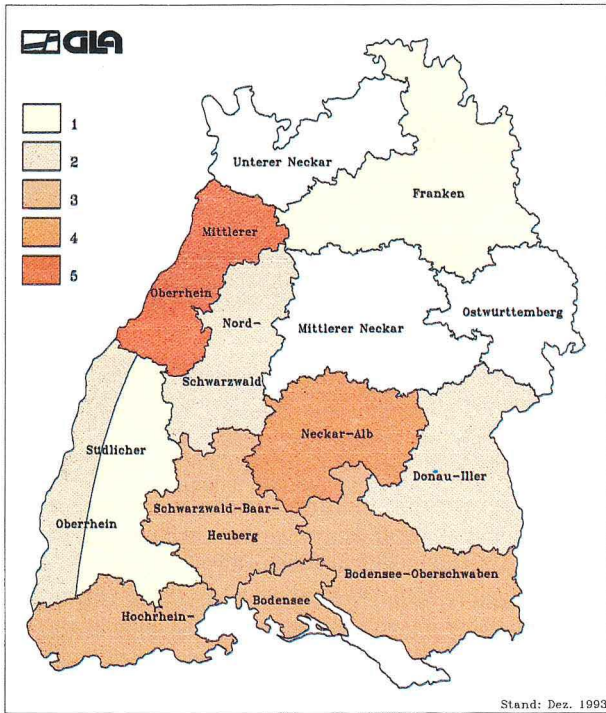 GLA
1
2
3
4
5
Unterer Neckar
Franken
Mittlerer
Oberrhein
Nord-
Schwarzwald
Mittlerer Neckar
Ostwürttemberg
Neckar-Alb
Donau-Iller
Südlicher
Oberrhein
Schwarzwald-Baar-
Heuberg
Bodensee-Oberschwaben
Hochrhein-
Bodensee
Stand: Dez. 1993